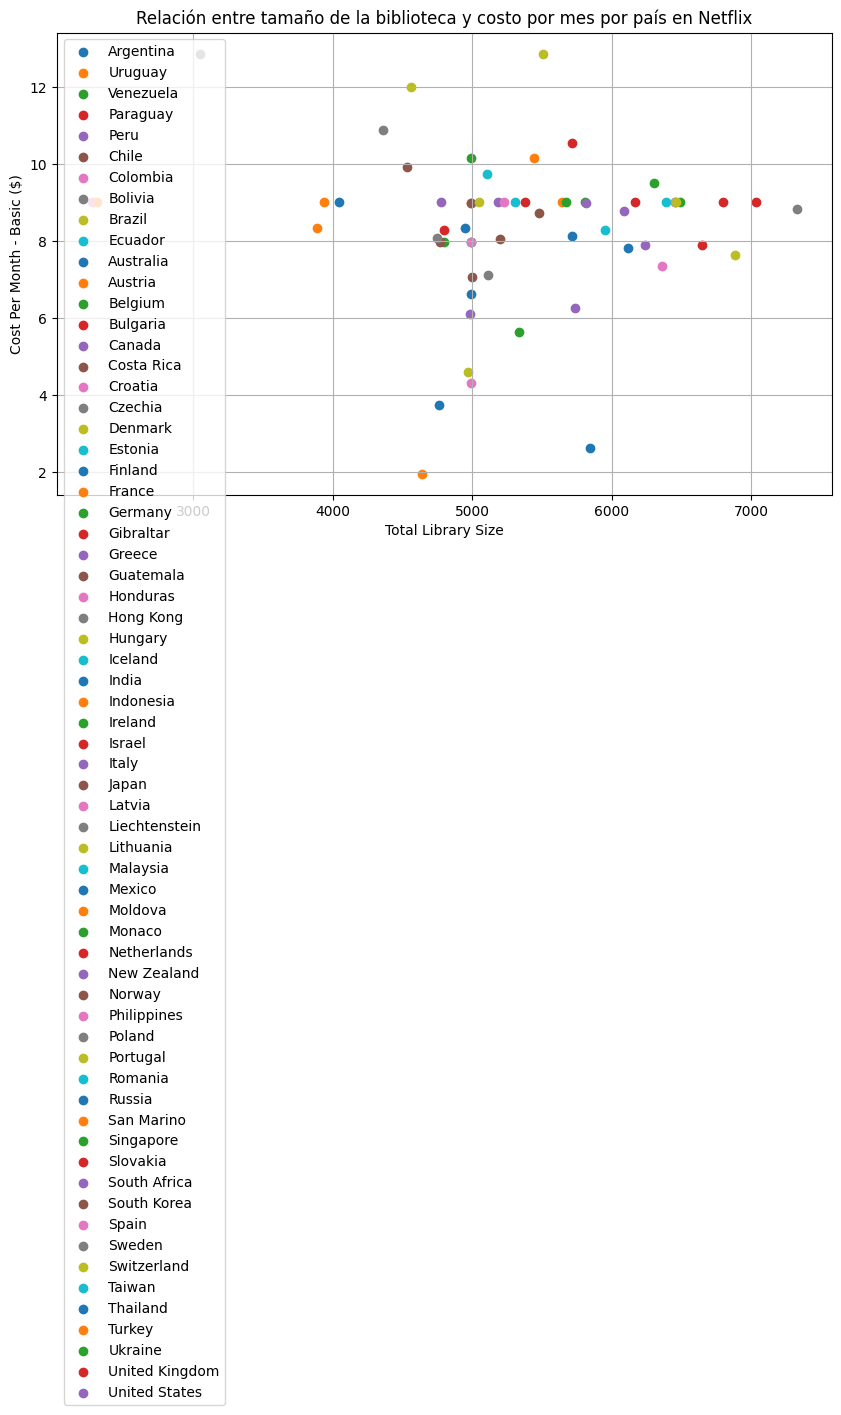 Relación entre tamaño de la biblioteca y costo por mes por país en Netflix
Cost Per Month - Basic ($)
12
10
8
6
4
2
3000
4000
5000
6000
7000
Total Library Size
Argentina
Uruguay
Venezuela
Paraguay
Peru
Chile
Colombia
Bolivia
Brazil
Ecuador
Australia
Austria
Belgium
Bulgaria
Canada
Costa Rica
Croatia
Czechia
Denmark
Estonia
Finland
France
Germany
Gibraltar
Greece
Guatemala
Honduras
Hong Kong
Hungary
Iceland
India
Indonesia
Ireland
Israel
Italy
Japan
Latvia
Liechtenstein
Lithuania
Malaysia
Mexico
Moldova
Monaco
Netherlands
New Zealand
Norway
Philippines
Poland
Portugal
Romania
Russia
San Marino
Singapore
Slovakia
South Africa
South Korea
Spain
Sweden
Switzerland
Taiwan
Thailand
Turkey
Ukraine
United Kingdom
United States